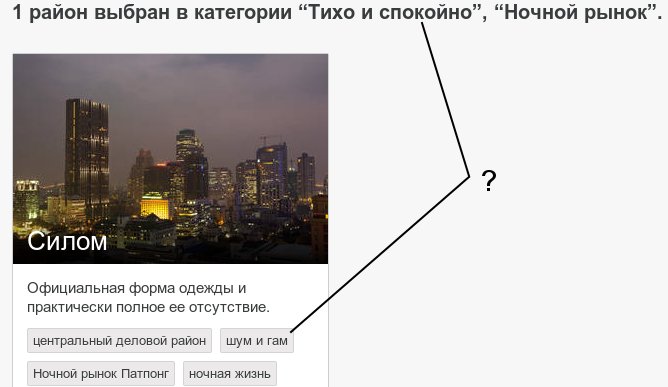 1 район выбран в категории “Тихо и спокойно”, “Ночной рынок”.
?
Силом
Официальная форма одежды и
практически полное ее отсутствие.
центральный деловой район шум и гам
Ночной рынок Патпонг ночная жизнь